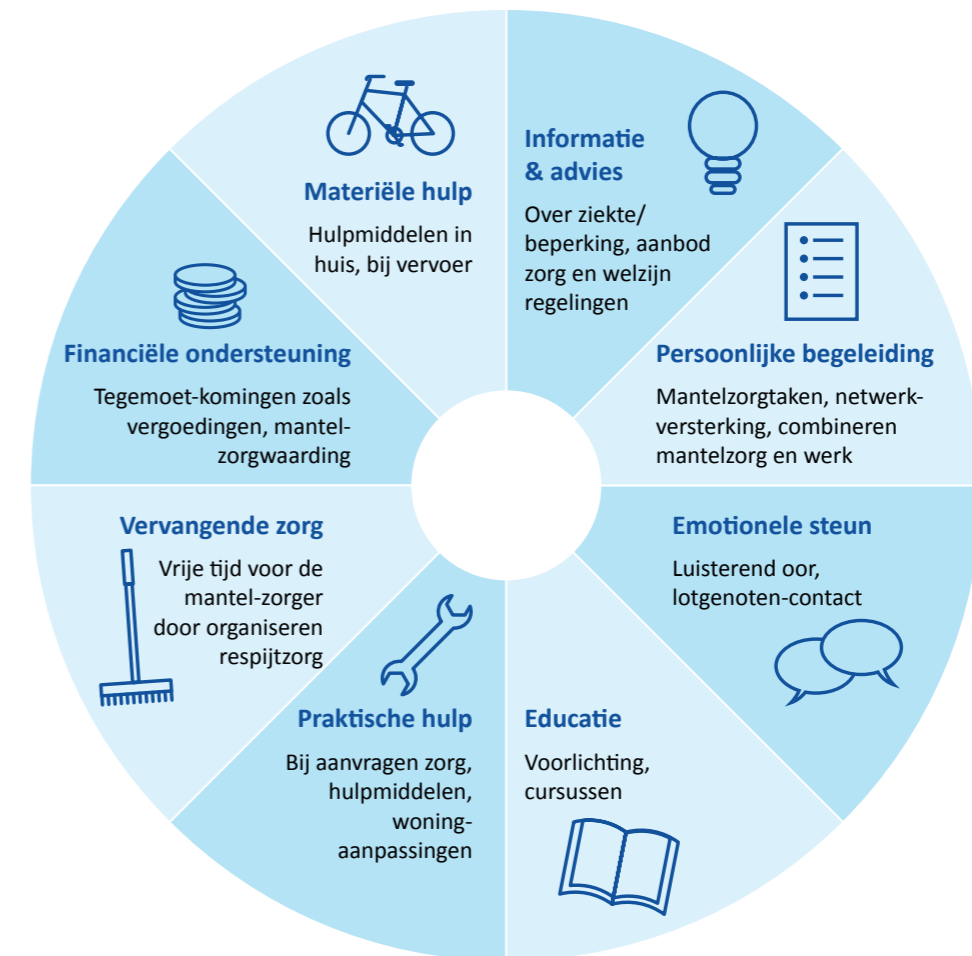 Informatie
& advies
Over ziekte/
beperking, aanbod
zorg en welzijn
regelingen
Persoonlijke begeleiding
Mantelzorgtaken, netwerk-
versterking, combineren
mantelzorg en werk
Emotionele steun
Luisterend oor,
lotgenoten-contact
Educatie
Voorlichting,
cursussen
Praktische hulp
Bij aanvragen zorg,
hulpmiddelen,
woning-
aanpassingen
Vervangende zorg
Vrije tijd voor de
mantel-zorger
door organiseren
respijtzorg
Financiële ondersteuning
Tegemoet-komingen zoals
vergoedingen, mantel-
zorgwaarding
Materiële hulp
Hulpmiddelen in
huis, bij vervoer